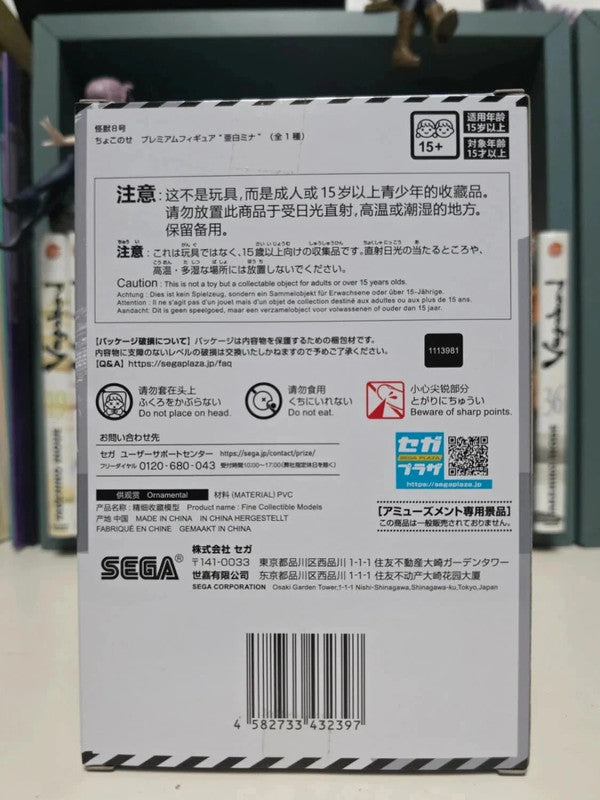 怪獣8号
ちょこのせ プレミアムフィギュア“亜白ミナ” (全1種)
15+
适用年龄
15岁以上
対象年齢
15才以上
注意: 这不是玩具,而是成人或15岁以上青少年的收藏品。
请勿放置此商品于受日光直射,高温或潮湿的地方。
保留备用。
注意: これは玩具ではなく、15歳以上向けの収集品です。直射日光の当たるところや、
高温・多湿な場所には放置しないでください。
Caution : This is not a toy but a collectable object for adults or over 15 years olds.
Achtung : Dies ist kein Spielzeug, sondern ein Sammelobjekt für Erwachsene oder über 15-Jährige.
Attention : Il ne s'agit pas d'un jouet mais d'un objet de collection destiné aux adultes ou aux plus de 15 ans.
Aandacht: Dit is geen speelgoed, maar een verzamelobject voor volwassenen of ouder dan 15 jaar.
【パッケージ破損について】パッケージは内容物を保護するための梱包材です。
内容物に支障のないレベルの破損は交換いたしかねますので予めご了承ください。
【Q&A】https://segaplaza.jp/faq
1113981
请勿套在头上
ふくろをかぶらない
Do not place on head.
请勿食用
くちにいれない
Do not eat.
小心尖锐部分
とがりにちゅうい
Beware of sharp points.
お問い合わせ先
セガ ユーザーサポートセンター https://sega.jp/contact/prize/
フリーダイヤル 0120-680-043 受付時間10:00~17:00(弊社指定休日を除く)
セガ
SEGA PLAZA
プラザ
https://segaplaza.jp
供观赏 Ornamental 材料 (MATERIAL) PVC
产品名称: 精细收藏模型 Product name : Fine Collectible Models
产地 中国 MADE IN CHINA IN CHINA HERGESTELLT
FABRIQUÉ EN CHINE GEMAAKT IN CHINA
【アミューズメント専用景品】
この商品は一般販売されておりません。
SEGA®
株式会社 セガ
〒141-0033 東京都品川区西品川1-1-1 住友不動産大崎ガーデンタワー
世嘉有限公司 东京都品川区西品川1-1-1 住友不动产大崎花园大厦
SEGA CORPORATION Osaki Garden Tower,1-1-1 Nishi-Shinagawa,Shinagawa-ku,Tokyo,Japan
4 582733 432397
Vagabond
Vagabond
36